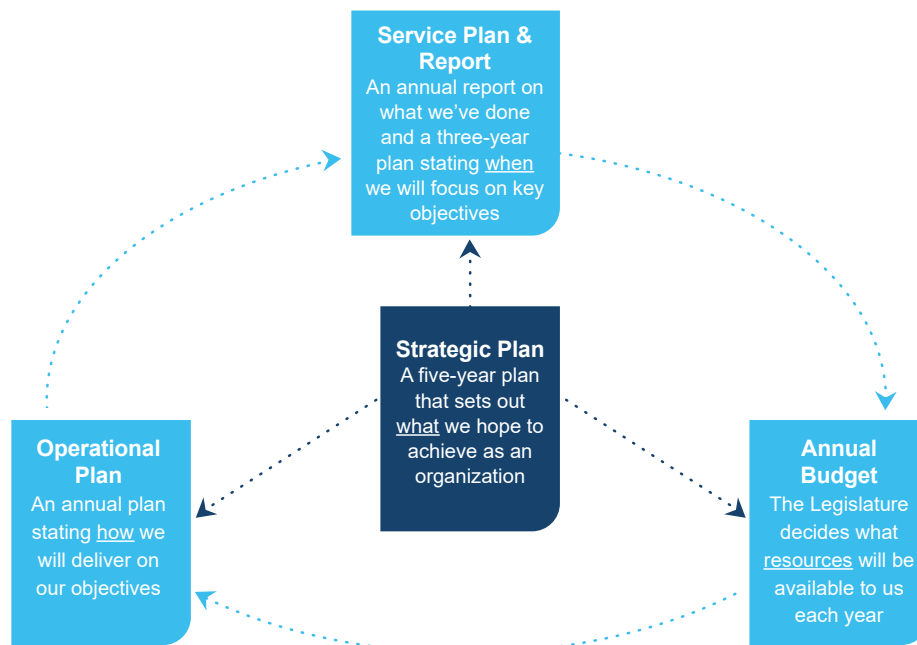 Service Plan &
Report
An annual report on
what we’ve done
and a three-year
plan stating when
we will focus on key
objectives
Strategic Plan
A five-year plan
that sets out
what we hope to
achieve as an
organization
Operational
Plan
An annual plan
stating how we
will deliver on
our objectives
Annual
Budget
The Legislature
decides what
resources will be
available to us
each year